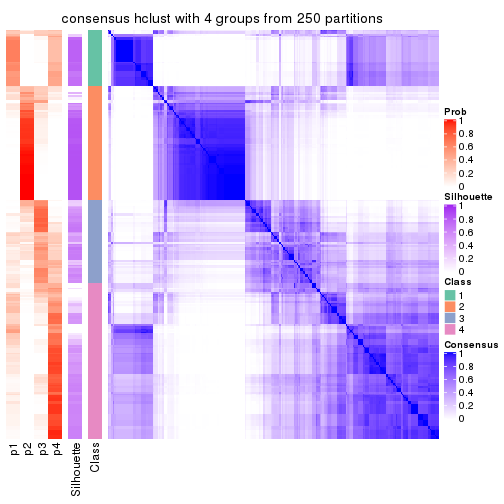 consensus hclust with 4 groups from 250 partitions
Prob
1
0.8
0.6
0.4
0.2
0
Silhouette
1
0.8
0.6
0.4
0.2
0
Class
1
2
3
4
Consensus
1
0.8
0.6
0.4
0.2
0
p1
p2
p3
p4
Silhouette
Class